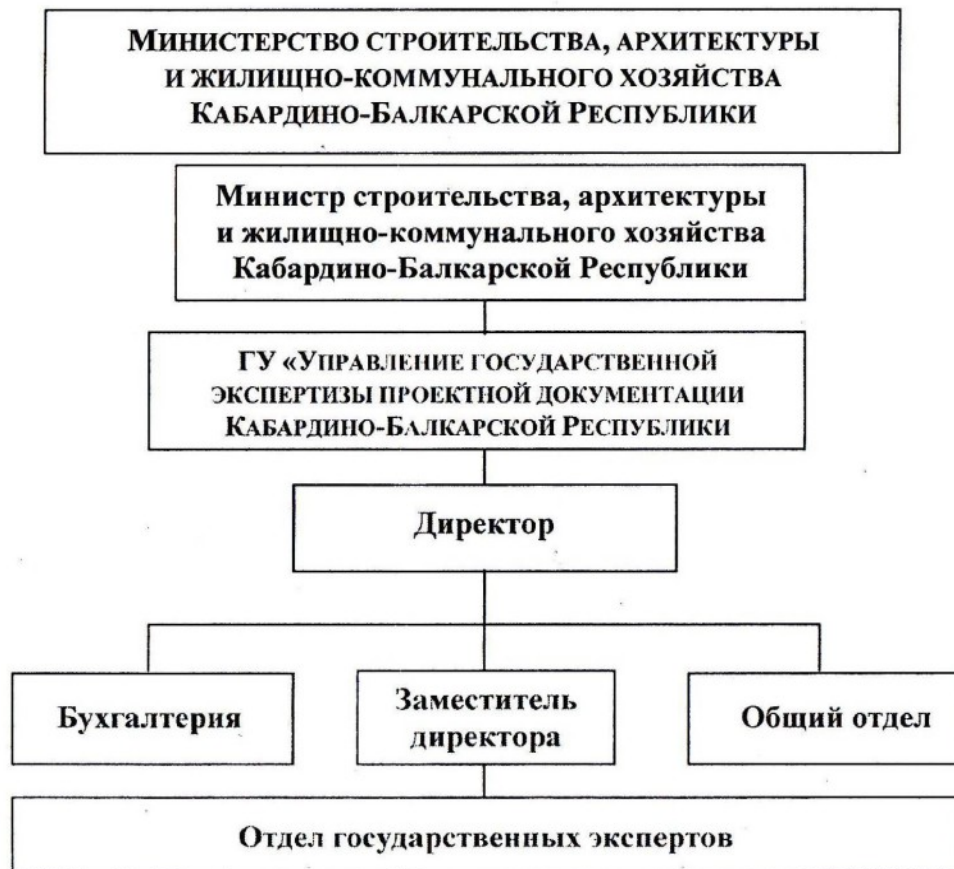 МИНИСТЕРСТВО СТРОИТЕЛЬСТВА, АРХИТЕКТУРЫ
И ЖИЛИЩНО-КОММУНАЛЬНОГО ХОЗЯЙСТВА
КАБАРДИНО-БАЛКАРСКОЙ РЕСПУБЛИКИ
Министр строительства, архитектуры
и жилищно-коммунального хозяйства
Кабардино-Балкарской Республики
ГУ «УПРАВЛЕНИЕ ГОСУДАРСТВЕННОЙ
ЭКСПЕРТИЗЫ ПРОЕКТНОЙ ДОКУМЕНТАЦИИ
КАБАРДИНО-БАЛКАРСКОЙ РЕСПУБЛИКИ
Директор
Бухгалтерия
Заместитель
директора
Общий отдел
Отдел государственных экспертов